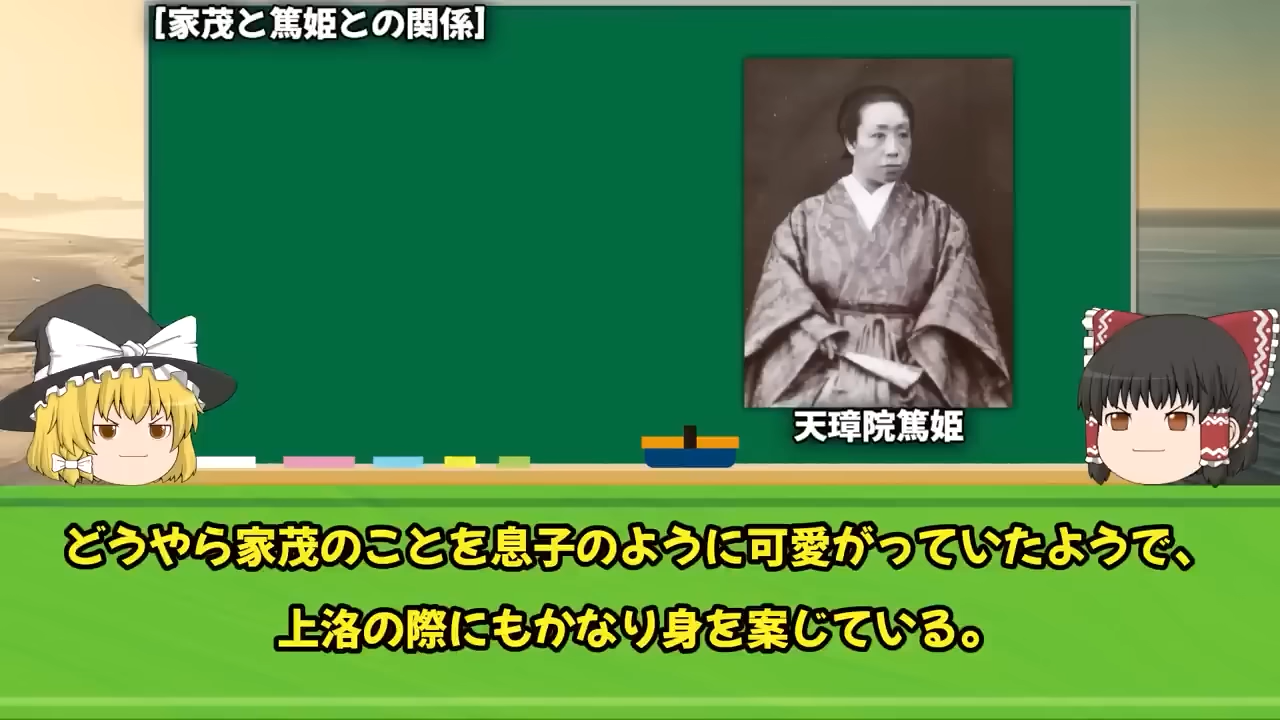 [家茂と篤姫との関係]
天璋院篤姫
どうやら家茂のことを息子のように可愛がっていたようで、
上洛の際にもかなり身を案じている。